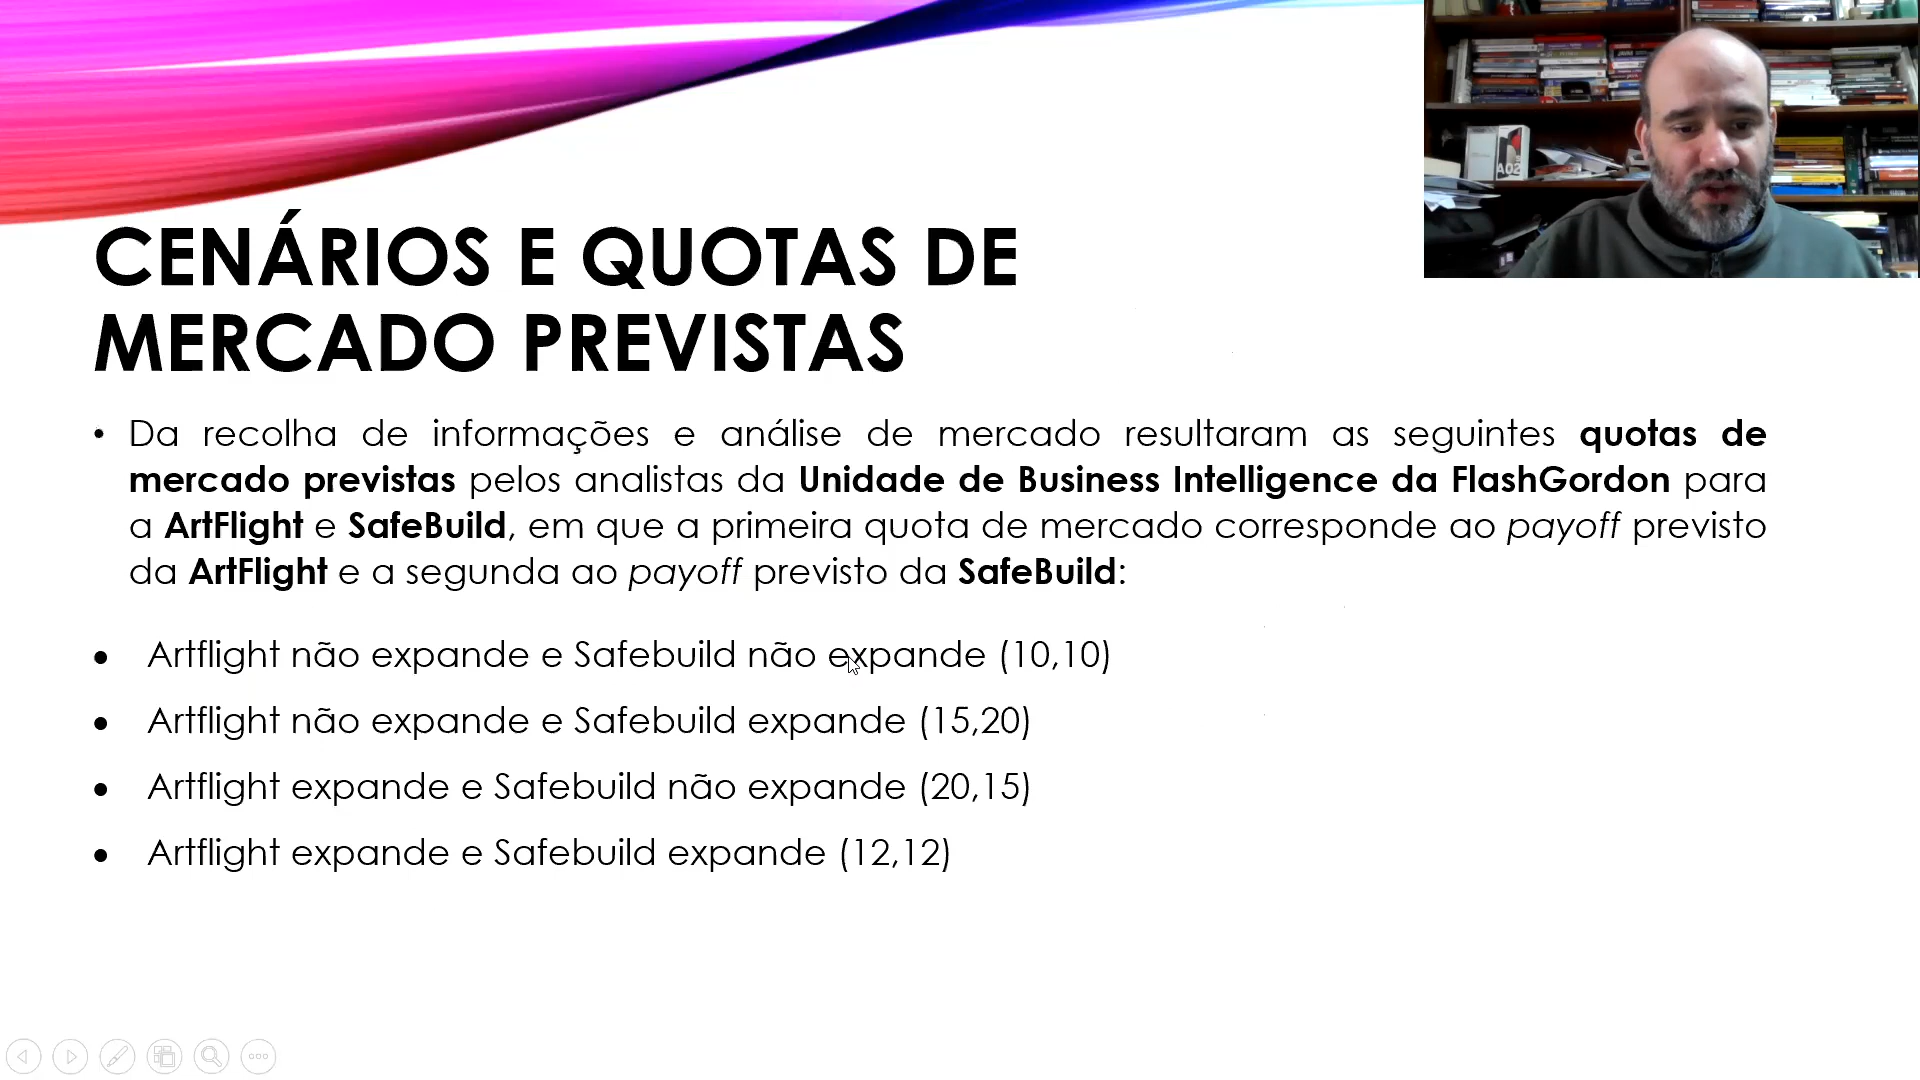 CENÁRIOS E QUOTAS DE
MERCADO PREVISTAS
• Da recolha de informações e análise de mercado resultaram as seguintes quotas de
mercado previstas pelos analistas da Unidade de Business Intelligence da FlashGordon para
a ArtFlight e SafeBuild, em que a primeira quota de mercado corresponde ao payoff previsto
da ArtFlight e a segunda ao payoff previsto da SafeBuild:
• Artflight não expande e Safebuild não expande (10,10)
• Artflight não expande e Safebuild expande (15,20)
• Artflight expande e Safebuild não expande (20,15)
• Artflight expande e Safebuild expande (12,12)
A02